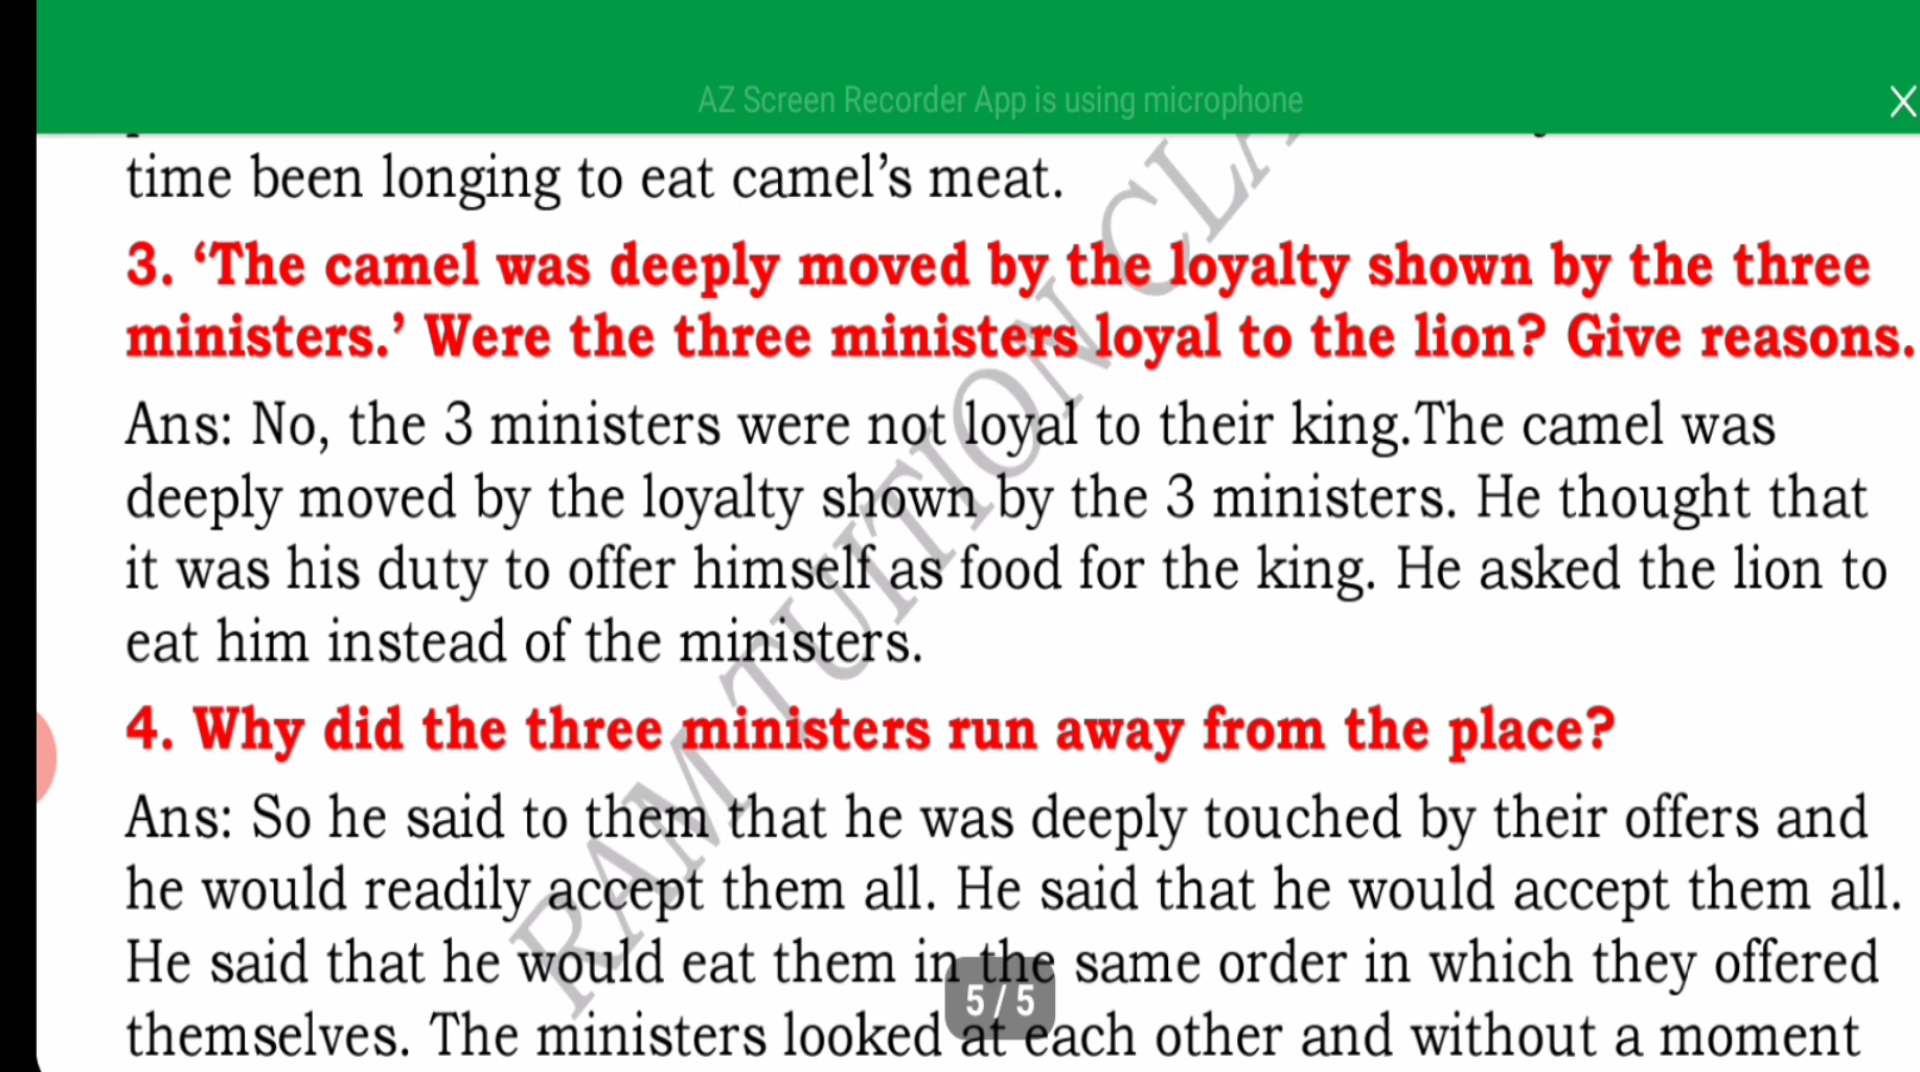 AZ Screen Recorder App is using microphone
time been longing to eat camel’s meat.
3. ‘The camel was deeply moved by the loyalty shown by the three
ministers.’ Were the three ministers loyal to the lion? Give reasons.
Ans: No, the 3 ministers were not loyal to their king.The camel was
deeply moved by the loyalty shown by the 3 ministers. He thought that
it was his duty to offer himself as food for the king. He asked the lion to
eat him instead of the ministers.
4. Why did the three ministers run away from the place?
Ans: So he said to them that he was deeply touched by their offers and
he would readily accept them all. He said that he would accept them all.
He said that he would eat them in the same order in which they offered
themselves. The ministers looked at each other and without a moment
5 / 5
RAM TUITION CLA